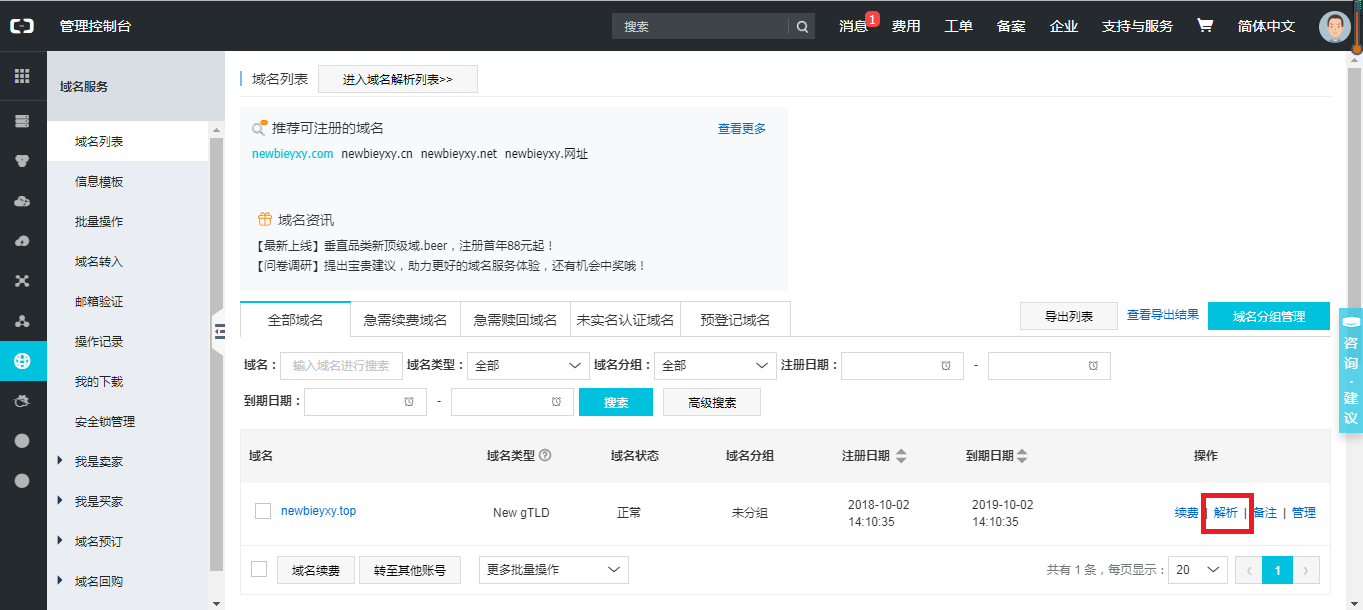 管理控制台
搜索
消息 1 费用 工单 备案 企业 支持与服务 简体中文
域名服务
域名列表
信息模板
批量操作
域名转入
邮箱验证
操作记录
我的下载
安全锁管理
我是卖家
我是买家
域名预订
域名回购
域名列表 进入域名解析列表>>
推荐可注册的域名 查看更多
newbieyxy.com newbieyxy.cn newbieyxy.net newbieyxy.网址
域名资讯
【最新上线】垂直品类新顶级域.beer，注册首年88元起！
【问卷调研】提出宝贵建议，助力更好的域名服务体验，还有机会中奖哦！
全部域名 急需续费域名 急需赎回域名 未实名认证域名 预登记域名 导出列表 查看导出结果 域名分组管理
域名： 输入域名进行搜索 域名类型： 全部 域名分组： 全部 注册日期： -
到期日期： - 搜索 高级搜索
域名 域名类型 域名状态 域名分组 注册日期 到期日期 操作
newbieyxy.top New gTLD 正常 未分组 2018-10-02 14:10:35 2019-10-02 14:10:35 续费 | 解析 | 备注 | 管理
域名续费 转至其他账号 更多批量操作 共有 1 条，每页显示： 20 < 1 >
咨询·建议